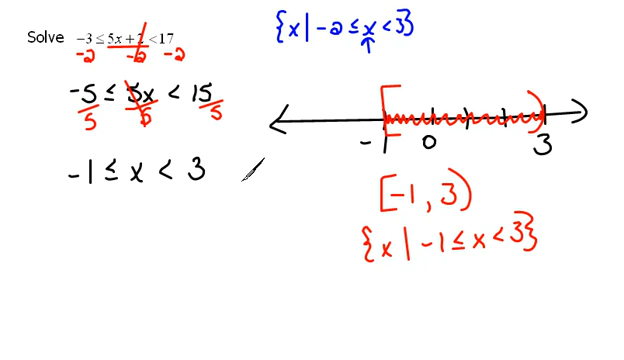 Solve −3 ≤ 5x + 2 < 17
-2 -2 -2
-5 ≤ 5x < 15
5 5 5
-1 ≤ x < 3
{x | -2 ≤ x < 3}
-1 0 3
[-1, 3)
{x | -1 ≤ x < 3}